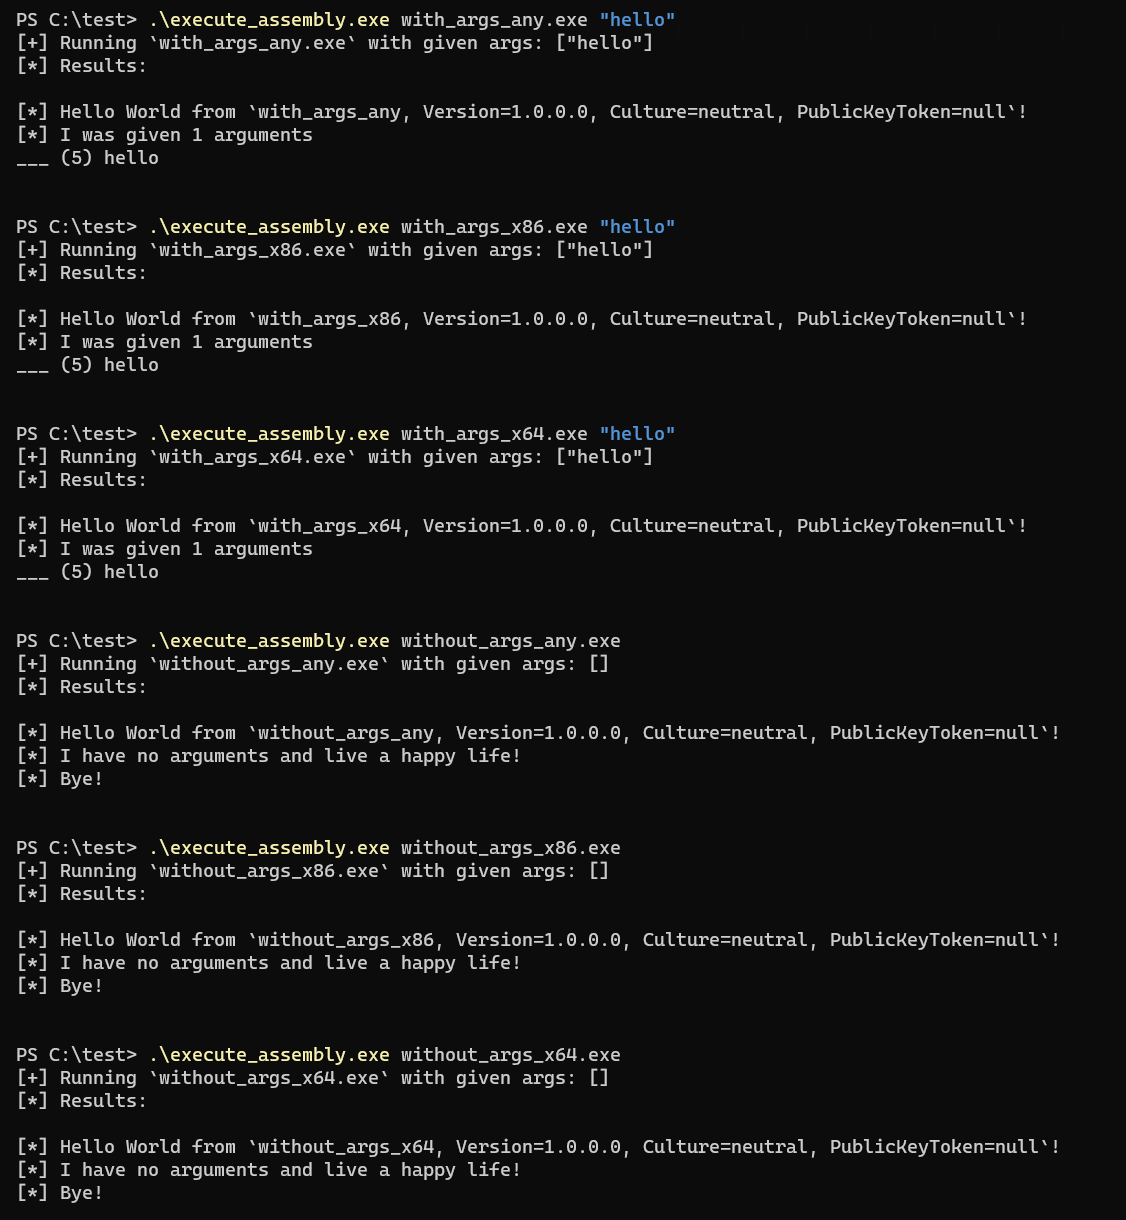 PS C:\test> .\execute_assembly.exe with_args_any.exe "hello"
[+] Running `with_args_any.exe` with given args: ["hello"]
[*] Results:
[*] Hello World from `with_args_any, Version=1.0.0.0, Culture=neutral, PublicKeyToken=null`!
[*] I was given 1 arguments
___ (5) hello
PS C:\test> .\execute_assembly.exe with_args_x86.exe "hello"
[+] Running `with_args_x86.exe` with given args: ["hello"]
[*] Results:
[*] Hello World from `with_args_x86, Version=1.0.0.0, Culture=neutral, PublicKeyToken=null`!
[*] I was given 1 arguments
___ (5) hello
PS C:\test> .\execute_assembly.exe with_args_x64.exe "hello"
[+] Running `with_args_x64.exe` with given args: ["hello"]
[*] Results:
[*] Hello World from `with_args_x64, Version=1.0.0.0, Culture=neutral, PublicKeyToken=null`!
[*] I was given 1 arguments
___ (5) hello
PS C:\test> .\execute_assembly.exe without_args_any.exe
[+] Running `without_args_any.exe` with given args: []
[*] Results:
[*] Hello World from `without_args_any, Version=1.0.0.0, Culture=neutral, PublicKeyToken=null`!
[*] I have no arguments and live a happy life!
[*] Bye!
PS C:\test> .\execute_assembly.exe without_args_x86.exe
[+] Running `without_args_x86.exe` with given args: []
[*] Results:
[*] Hello World from `without_args_x86, Version=1.0.0.0, Culture=neutral, PublicKeyToken=null`!
[*] I have no arguments and live a happy life!
[*] Bye!
PS C:\test> .\execute_assembly.exe without_args_x64.exe
[+] Running `without_args_x64.exe` with given args: []
[*] Results:
[*] Hello World from `without_args_x64, Version=1.0.0.0, Culture=neutral, PublicKeyToken=null`!
[*] I have no arguments and live a happy life!
[*] Bye!